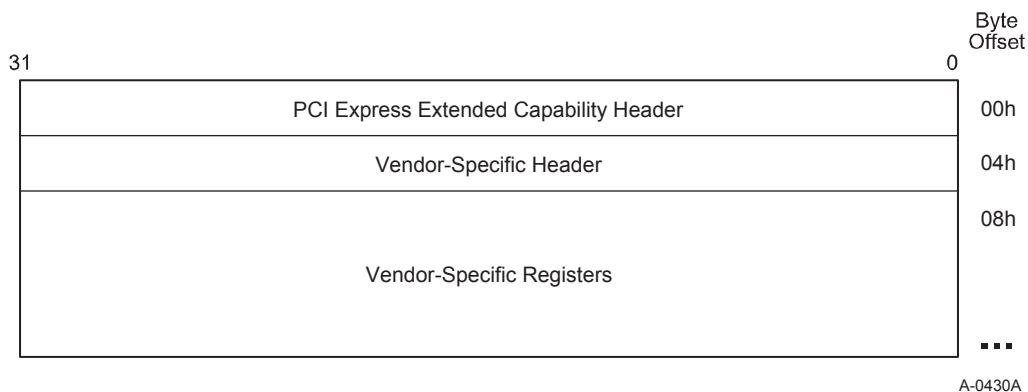 Byte
Offset
31 0
PCI Express Extended Capability Header 00h
Vendor-Specific Header 04h
08h
Vendor-Specific Registers
...
A-0430A